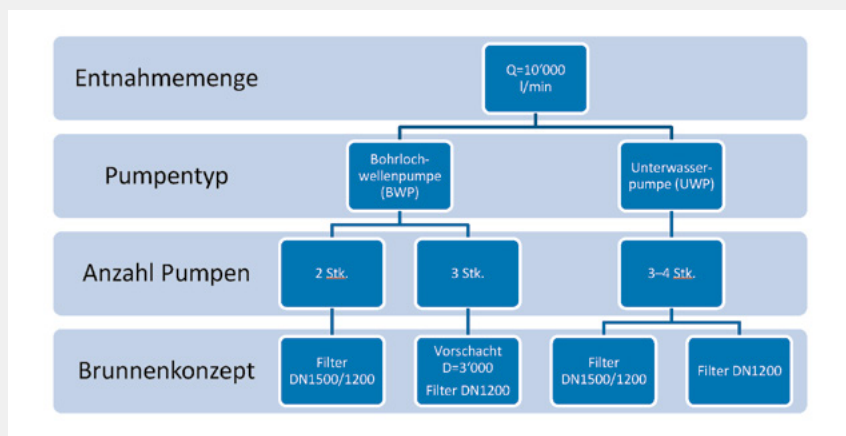 Entnahmemenge
Q=10‘000
l/min
Pumpentyp
Bohrloch-
wellenpumpe
(BWP)
Unterwasser-
pumpe (UWP)
Anzahl Pumpen
2 Stk.
3 Stk.
3–4 Stk.
Brunnenkonzept
Filter
DN1500/1200
Vorschacht
D=3‘000
Filter DN1200
Filter
DN1500/1200
Filter DN1200